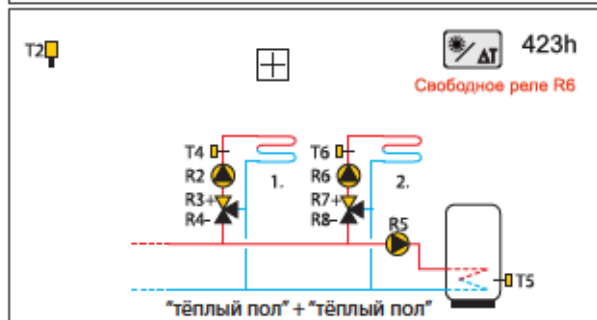 T2
ΔT
423h
Свободное реле R6
T4
T6
R2
R6
1.
2.
R3+
R7+
R4-
R8-
R5
T5
"тёплый пол" + "тёплый пол"